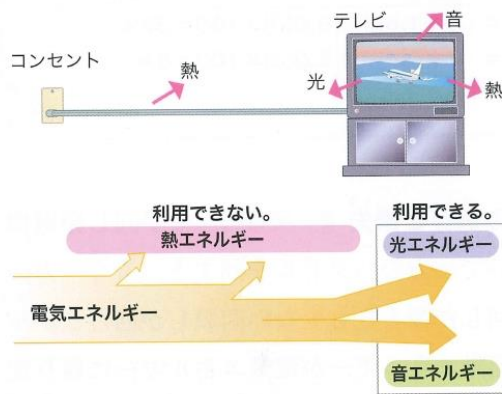 テレビ
音
コンセント
熱
光
熱
利用できない。
利用できる。
熱エネルギー
光エネルギー
電気エネルギー
音エネルギー